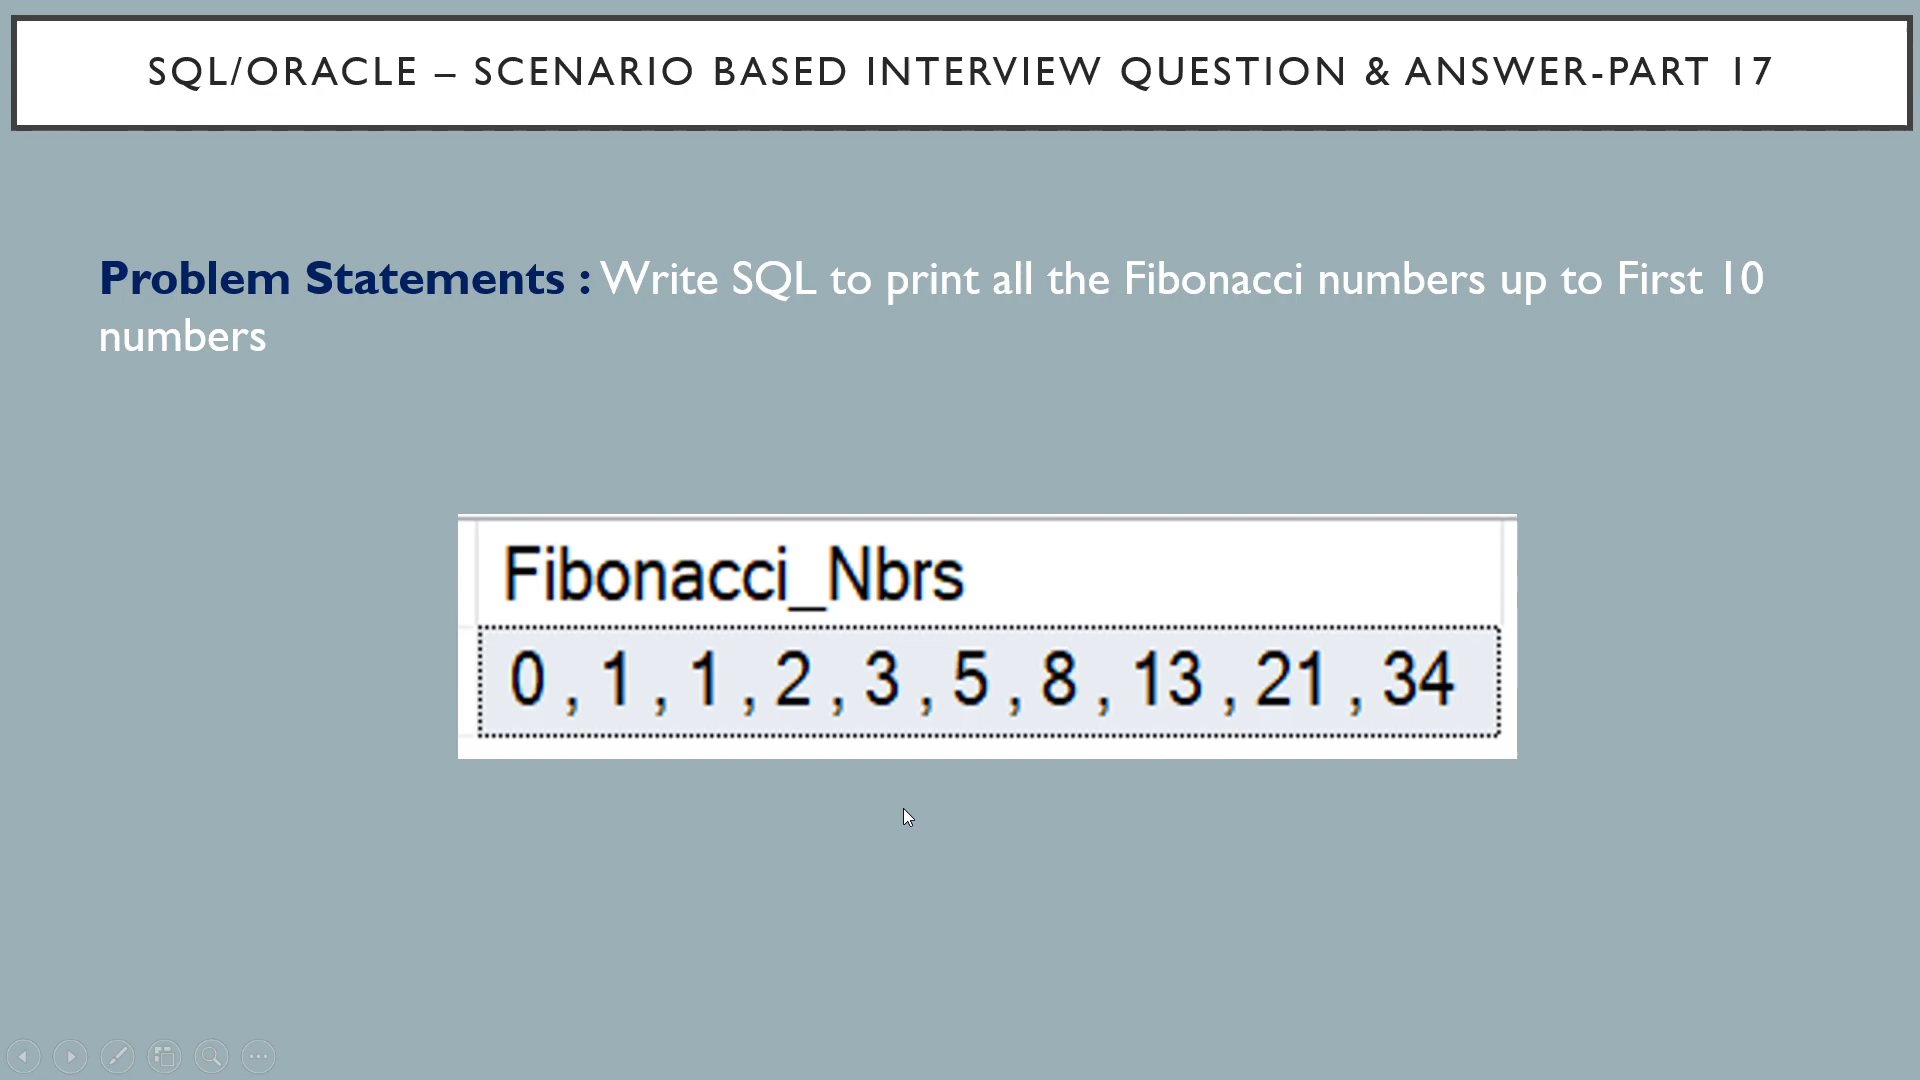 SQL/ORACLE – SCENARIO BASED INTERVIEW QUESTION & ANSWER-PART 17
Problem Statements : Write SQL to print all the Fibonacci numbers up to First 10
numbers
Fibonacci_Nbrs
0 , 1 , 1 , 2 , 3 , 5 , 8 , 13 , 21 , 34